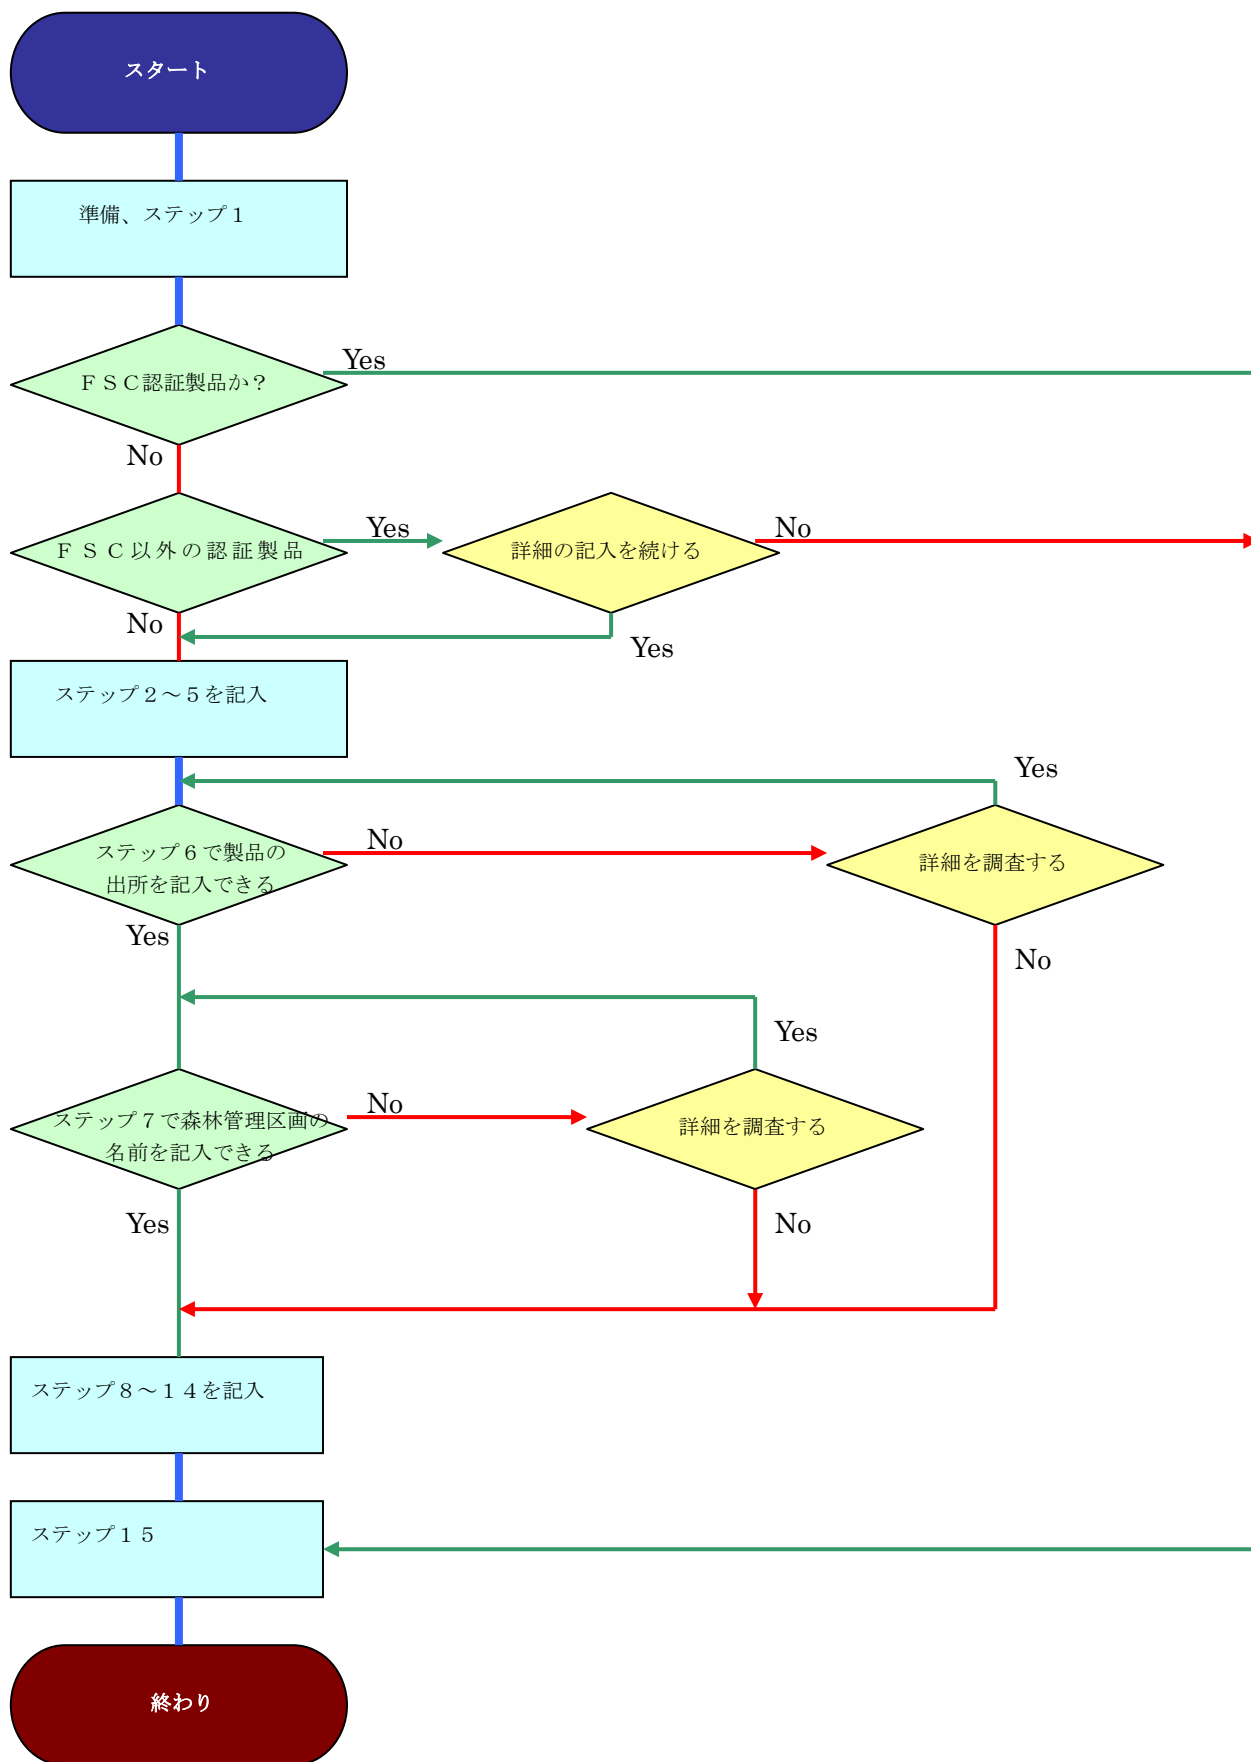 スタート
準備、ステップ１
ＦＳＣ認証製品か？
Yes
No
ＦＳＣ以外の認証製品
Yes
詳細の記入を続ける
No
No
Yes
ステップ２～５を記入
Yes
ステップ６で製品の
出所を記入できる
No
詳細を調査する
Yes
No
Yes
ステップ７で森林管理区画の
名前を記入できる
No
詳細を調査する
Yes
No
ステップ８～１４を記入
ステップ１５
終わり